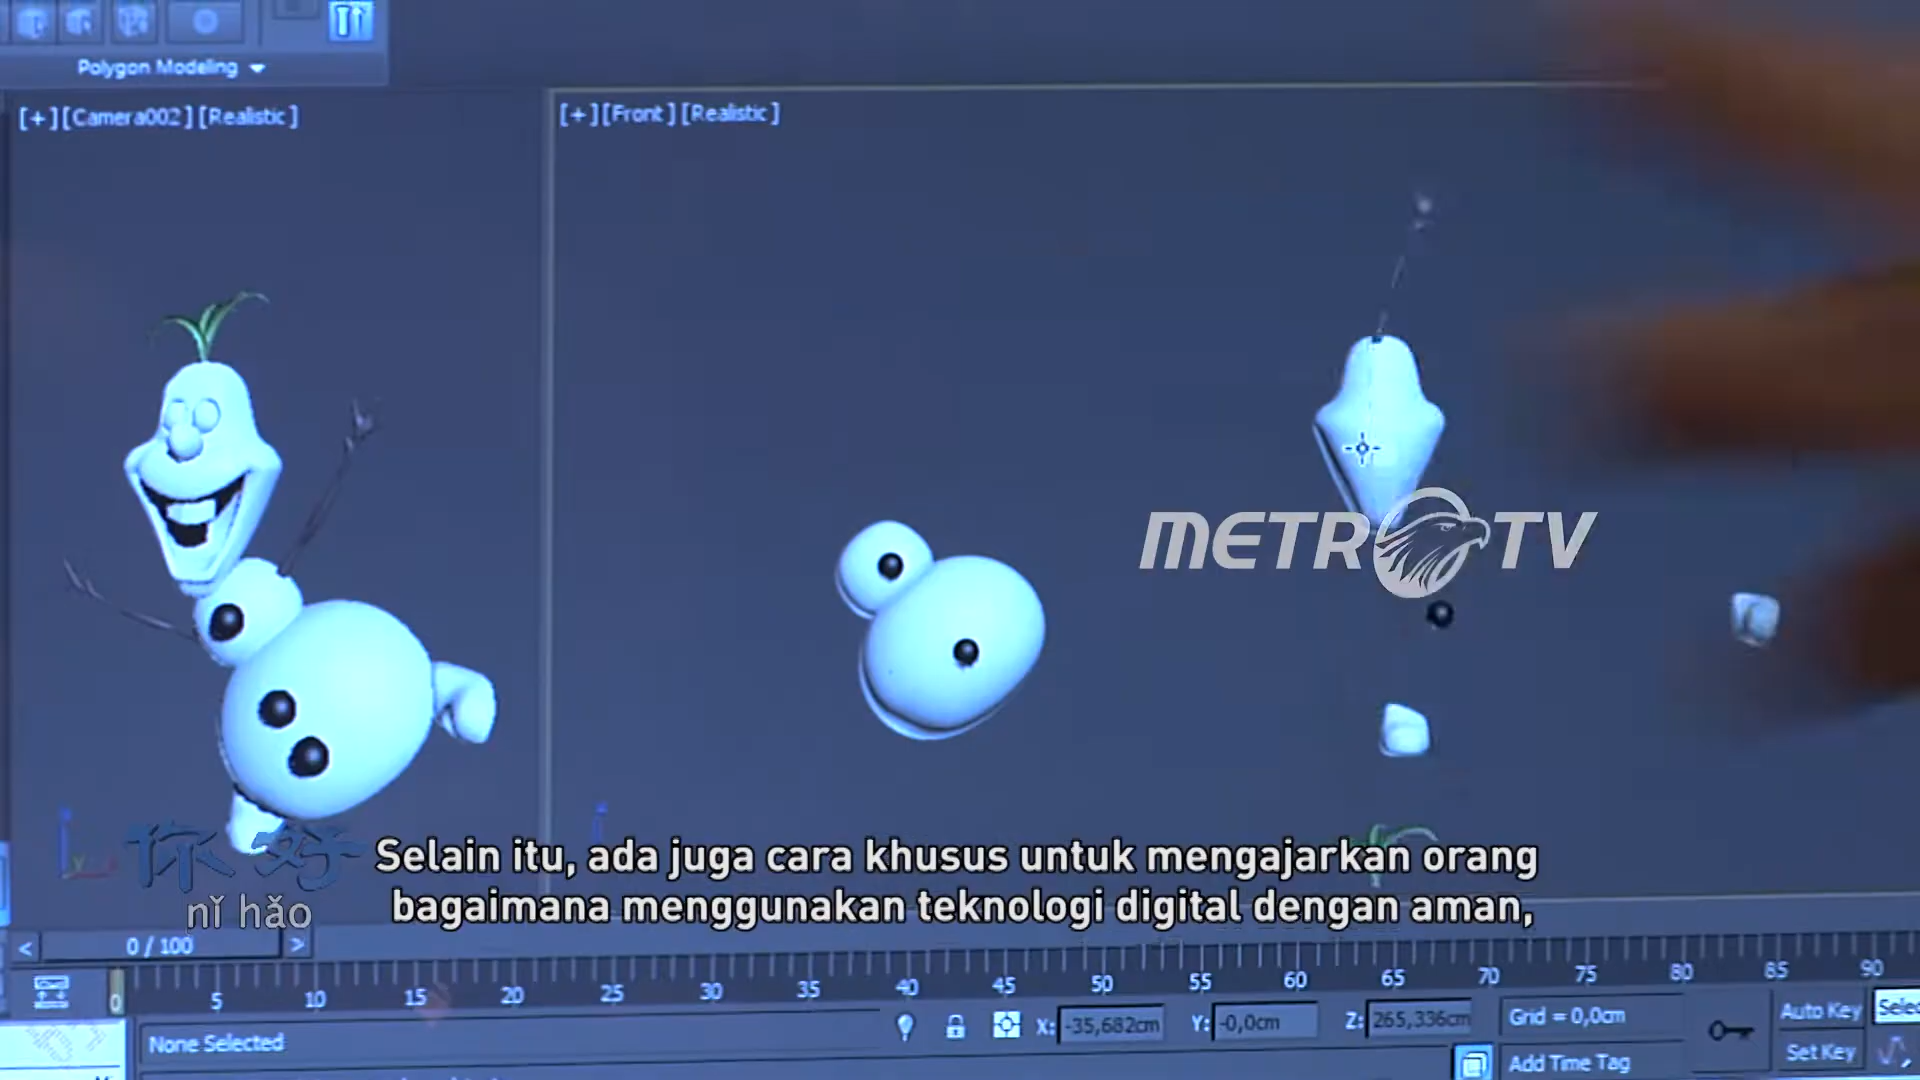 Polygon Modeling
[+][Camera002][Realistic]
[+][Front][Realistic]
METRO TV
你好
nǐ hǎo
Selain itu, ada juga cara khusus untuk mengajarkan orang
bagaimana menggunakan teknologi digital dengan aman,
< 0 / 100 >
0 5 10 15 20 25 30 35 40 45 50 55 60 65 70 75 80 85 90
None Selected
X: -35,682cm Y: -0,0cm Z: 265,336cm
Grid = 0,0cm
Add Time Tag
Auto Key
Set Key